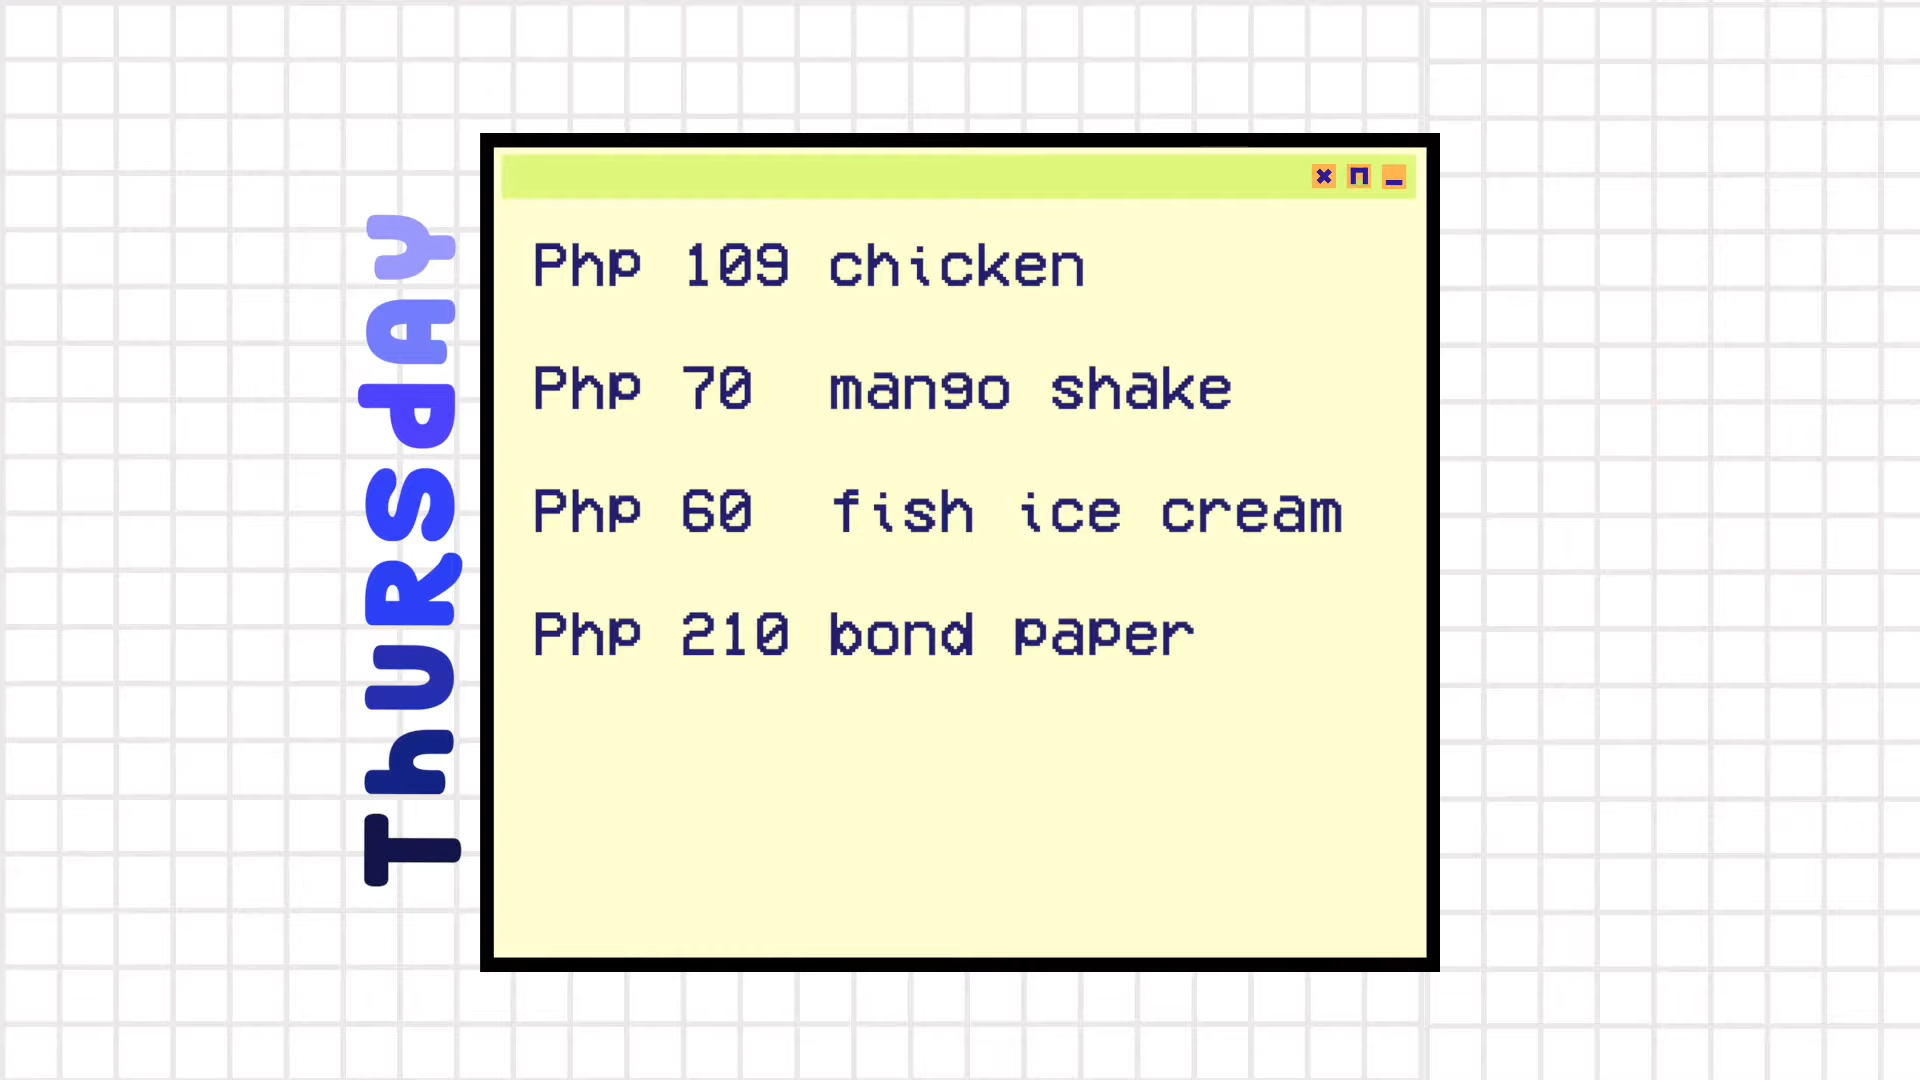 ThURSdAY
Php 109 chicken
Php 70 mango shake
Php 60 fish ice cream
Php 210 bond paper